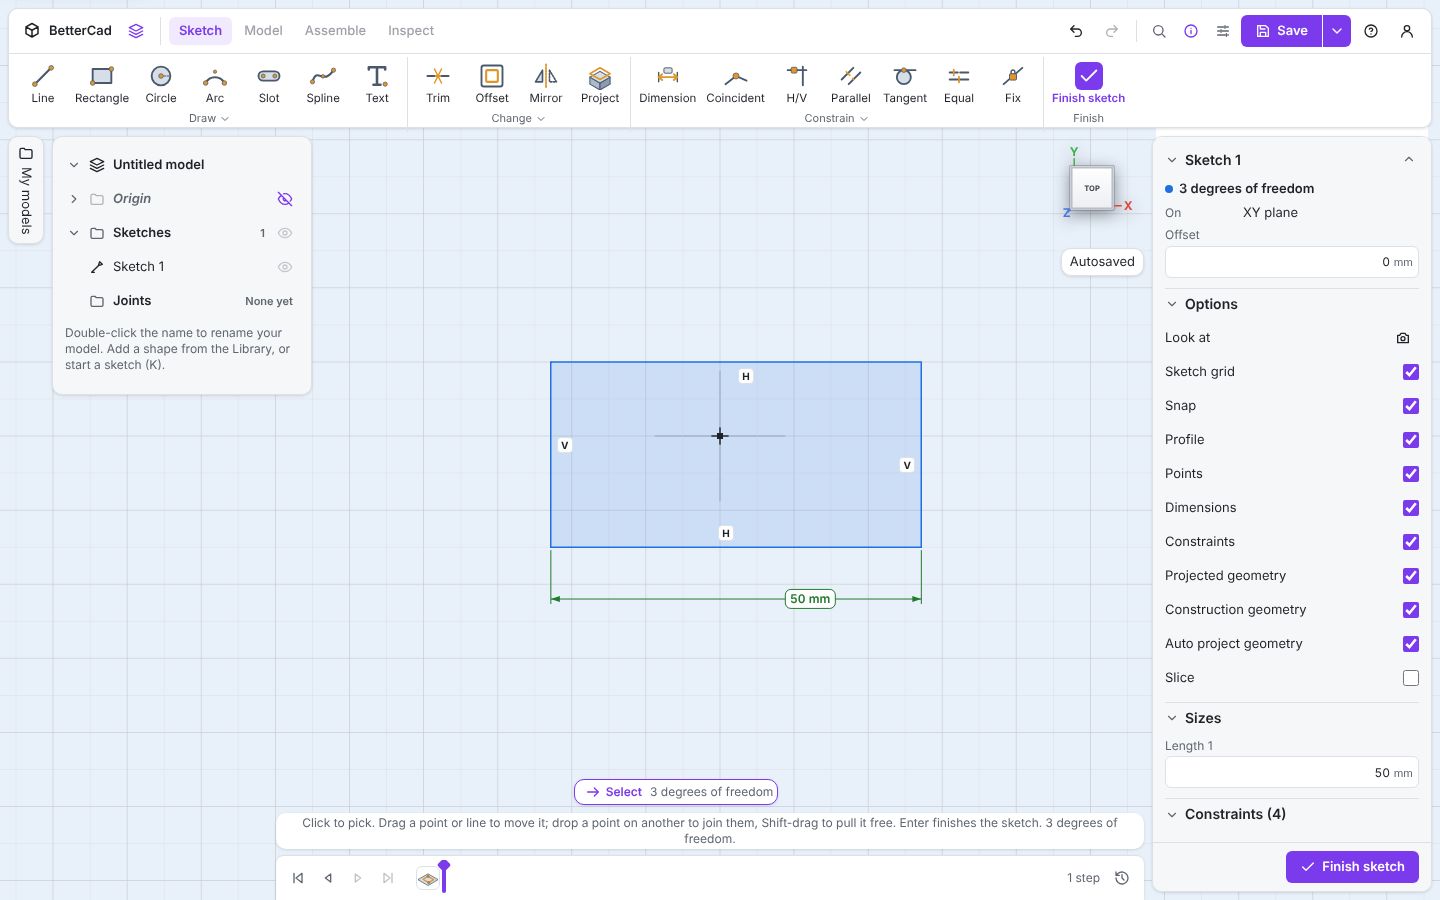 BetterCad
Sketch
Model
Assemble
Inspect
Save
Line
Rectangle
Circle
Arc
Slot
Spline
Text
Trim
Offset
Mirror
Project
Dimension
Coincident
H/V
Parallel
Tangent
Equal
Fix
Finish sketch
Draw
Change
Constrain
Finish
My models
Untitled model
Origin
Sketches
1
Sketch 1
Joints
None yet
Double-click the name to rename your
model. Add a shape from the Library, or
start a sketch (K).
Y
TOP
Z
X
Autosaved
H
V
V
H
50 mm
Select 3 degrees of freedom
Click to pick. Drag a point or line to move it; drop a point on another to join them, Shift-drag to pull it free. Enter finishes the sketch. 3 degrees of
freedom.
1 step
Sketch 1
3 degrees of freedom
On XY plane
Offset
0 mm
Options
Look at
Sketch grid
Snap
Profile
Points
Dimensions
Constraints
Projected geometry
Construction geometry
Auto project geometry
Slice
Sizes
Length 1
50 mm
Constraints (4)
Finish sketch